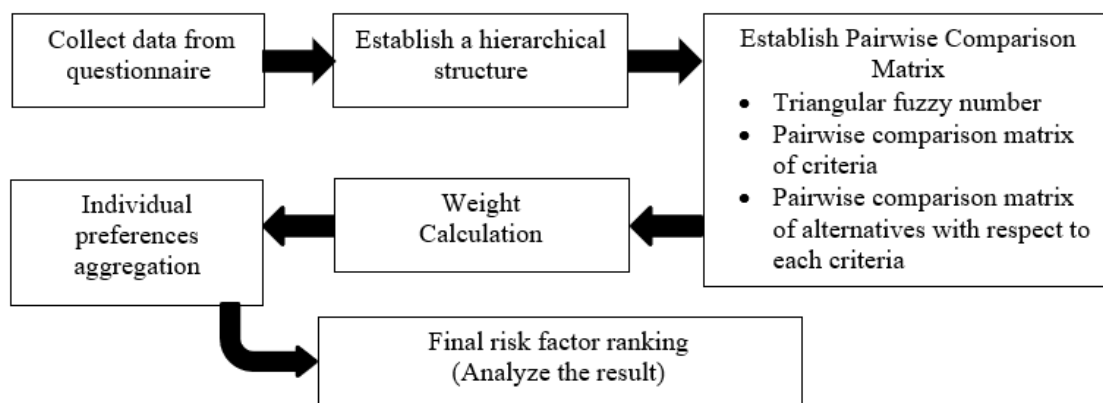 Collect data from
questionnaire
Establish a hierarchical
structure
Establish Pairwise Comparison
Matrix
• Triangular fuzzy number
• Pairwise comparison matrix
of criteria
• Pairwise comparison matrix
of alternatives with respect to
each criteria
Weight
Calculation
Individual
preferences
aggregation
Final risk factor ranking
(Analyze the result)